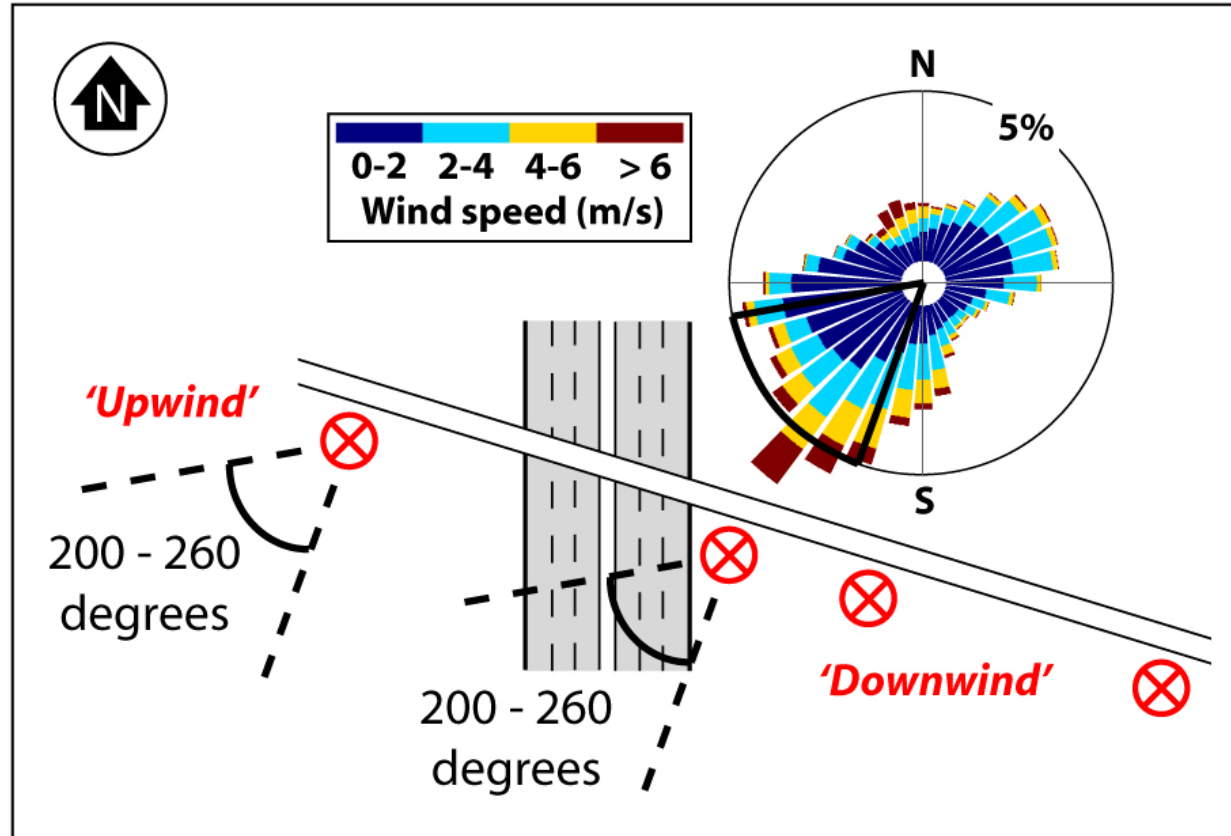 N
N
5%
0-2 2-4 4-6 > 6
Wind speed (m/s)
'Upwind'
S
200 - 260
degrees
'Downwind'
200 - 260
degrees